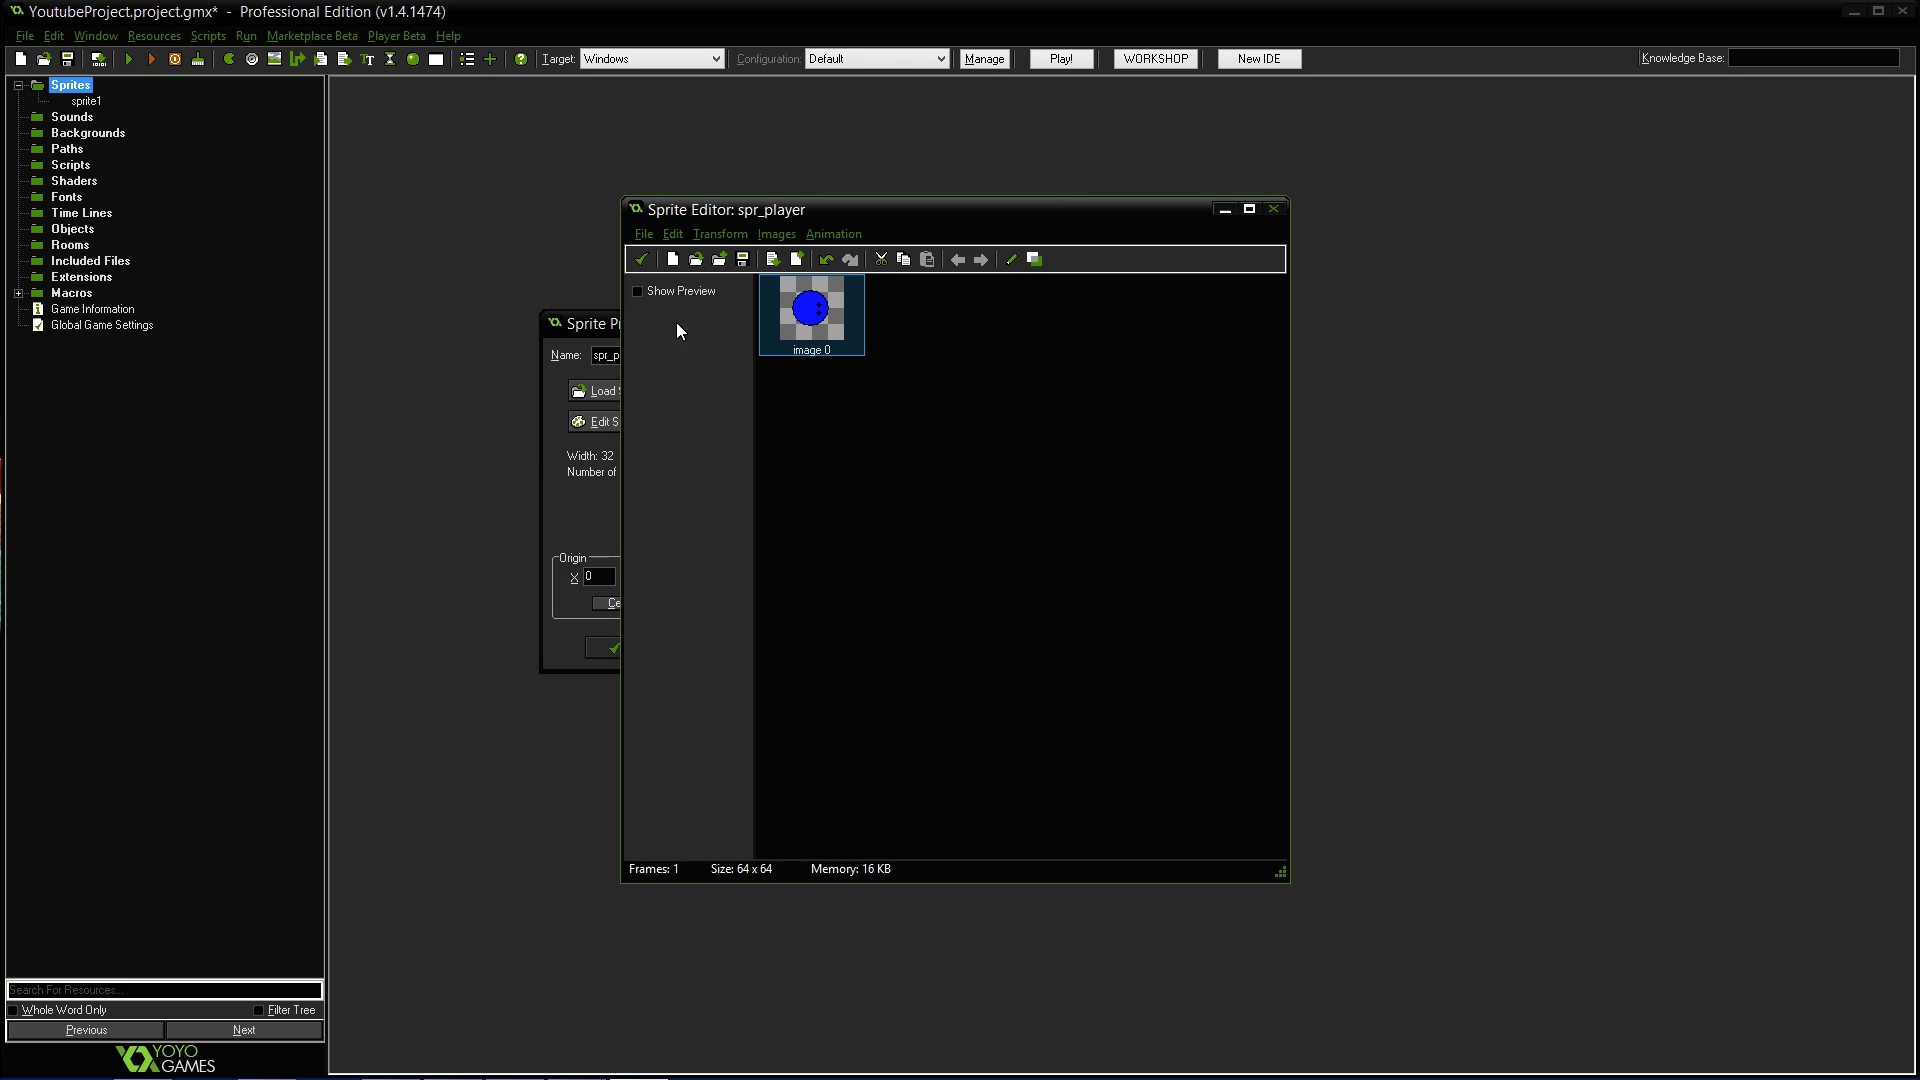 YoutubeProject.project.gmx* - Professional Edition (v1.4.1474)
File Edit Window Resources Scripts Run Marketplace Beta Player Beta Help
Target: Windows Configuration: Default Manage Play! WORKSHOP New IDE Knowledge Base:
Sprites
sprite1
Sounds
Backgrounds
Paths
Scripts
Shaders
Fonts
Time Lines
Objects
Rooms
Included Files
Extensions
Macros
Game Information
Global Game Settings
Sprite Editor: spr_player
File Edit Transform Images Animation
Show Preview
image 0
Frames: 1 Size: 64 x 64 Memory: 16 KB
Sprite Pr
Name: spr_p
Load S
Edit S
Width: 32
Number of
Origin
X 0
Ce
Search For Resources...
Whole Word Only Filter Tree
Previous Next
YOYO
GAMES